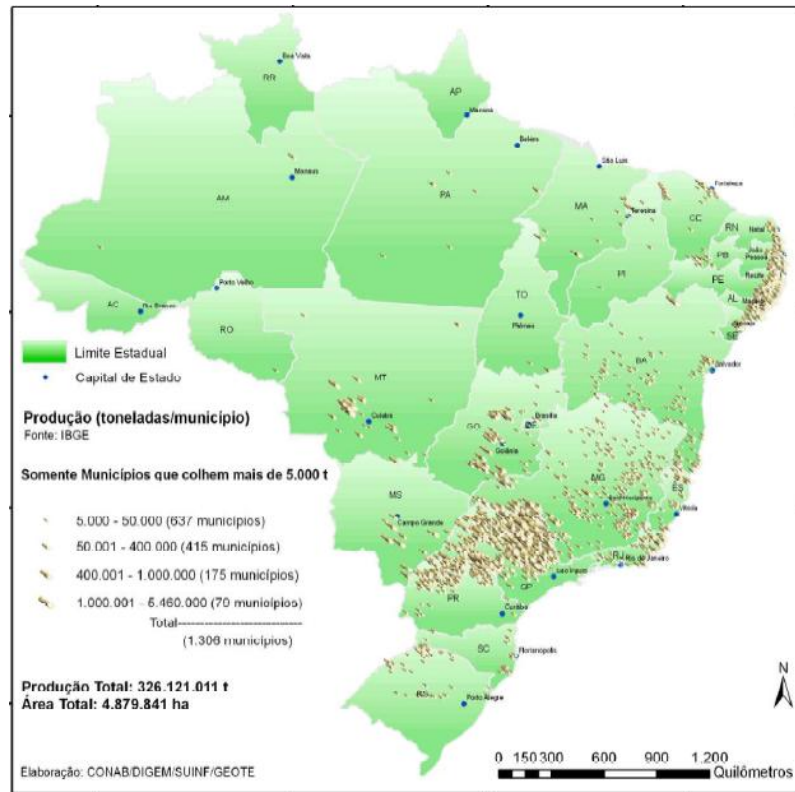 Boa Vista
RR
AP
Macapá
Belém
São Luís
Fortaleza
Manaus
AM
PA
MA
Teresina
CE
RN
Natal
PB
João
Pessoa
PI
PE
Recife
AL
SE
Porto Velho
AC
Rio Branco
RO
TO
Palmas
BA
Salvador
MT
Cuiabá
GO
Brasília
DF
Goiânia
MG
ES
Vitória
MS
Campo Grande
RJ
Rio de Janeiro
SP
São Paulo
PR
Curitiba
SC
Florianópolis
RS
Porto Alegre
Limite Estadual
Capital de Estado
Produção (toneladas/município)
Fonte: IBGE
Somente Municípios que colhem mais de 5.000 t
5.000 - 50.000 (637 municípios)
50.001 - 400.000 (415 municípios)
400.001 - 1.000.000 (175 municípios)
1.000.001 - 5.460.000 (70 municípios)
Total-----------------------
(1.306 municípios)
Produção Total: 326.121.011 t
Área Total: 4.879.841 ha
Elaboração: CONAB/DIGEM/SUINF/GEOTE
N
0 150 300 600 900 1.200
Quilômetros